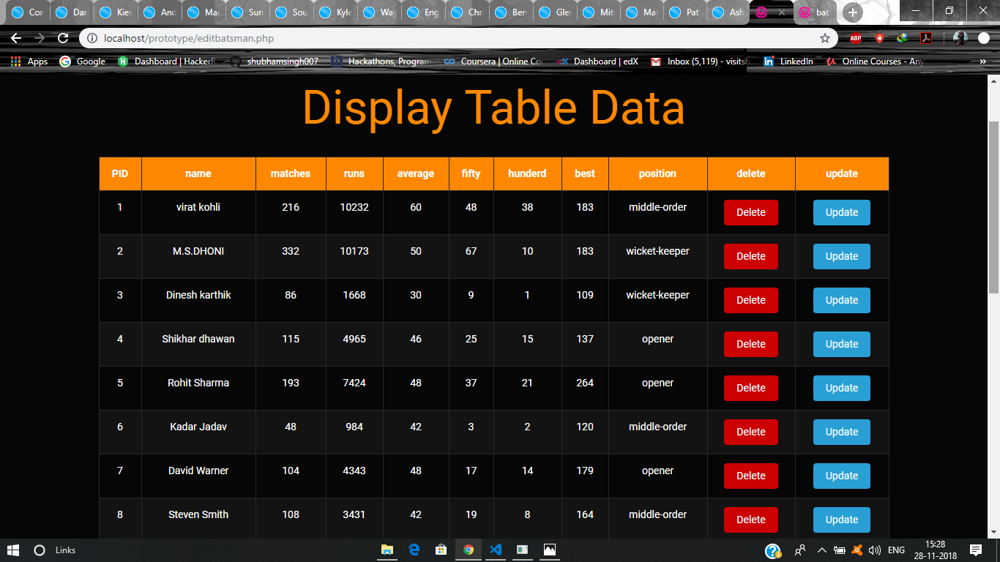 Cor Dar Kier And Mar Sun Sou Kyle Way Eng Chri Ben Gler Mit Mar Pat Ash bat
localhost/prototype/editbatsman.php
ABP
Apps Google Dashboard | HackerR shubhamsingh007 Hackathons, Program Coursera | Online Co Dashboard | edX Inbox (5,119) - visitsh LinkedIn Online Courses - Any »
Display Table Data
PID name matches runs average fifty hunderd best position delete update
1 virat kohli 216 10232 60 48 38 183 middle-order Delete Update
2 M.S.DHONI 332 10173 50 67 10 183 wicket-keeper Delete Update
3 Dinesh karthik 86 1668 30 9 1 109 wicket-keeper Delete Update
4 Shikhar dhawan 115 4965 46 25 15 137 opener Delete Update
5 Rohit Sharma 193 7424 48 37 21 264 opener Delete Update
6 Kadar Jadav 48 984 42 3 2 120 middle-order Delete Update
7 David Warner 104 4343 48 17 14 179 opener Delete Update
8 Steven Smith 108 3431 42 19 8 164 middle-order Delete Update
Links ENG 15:28
28-11-2018